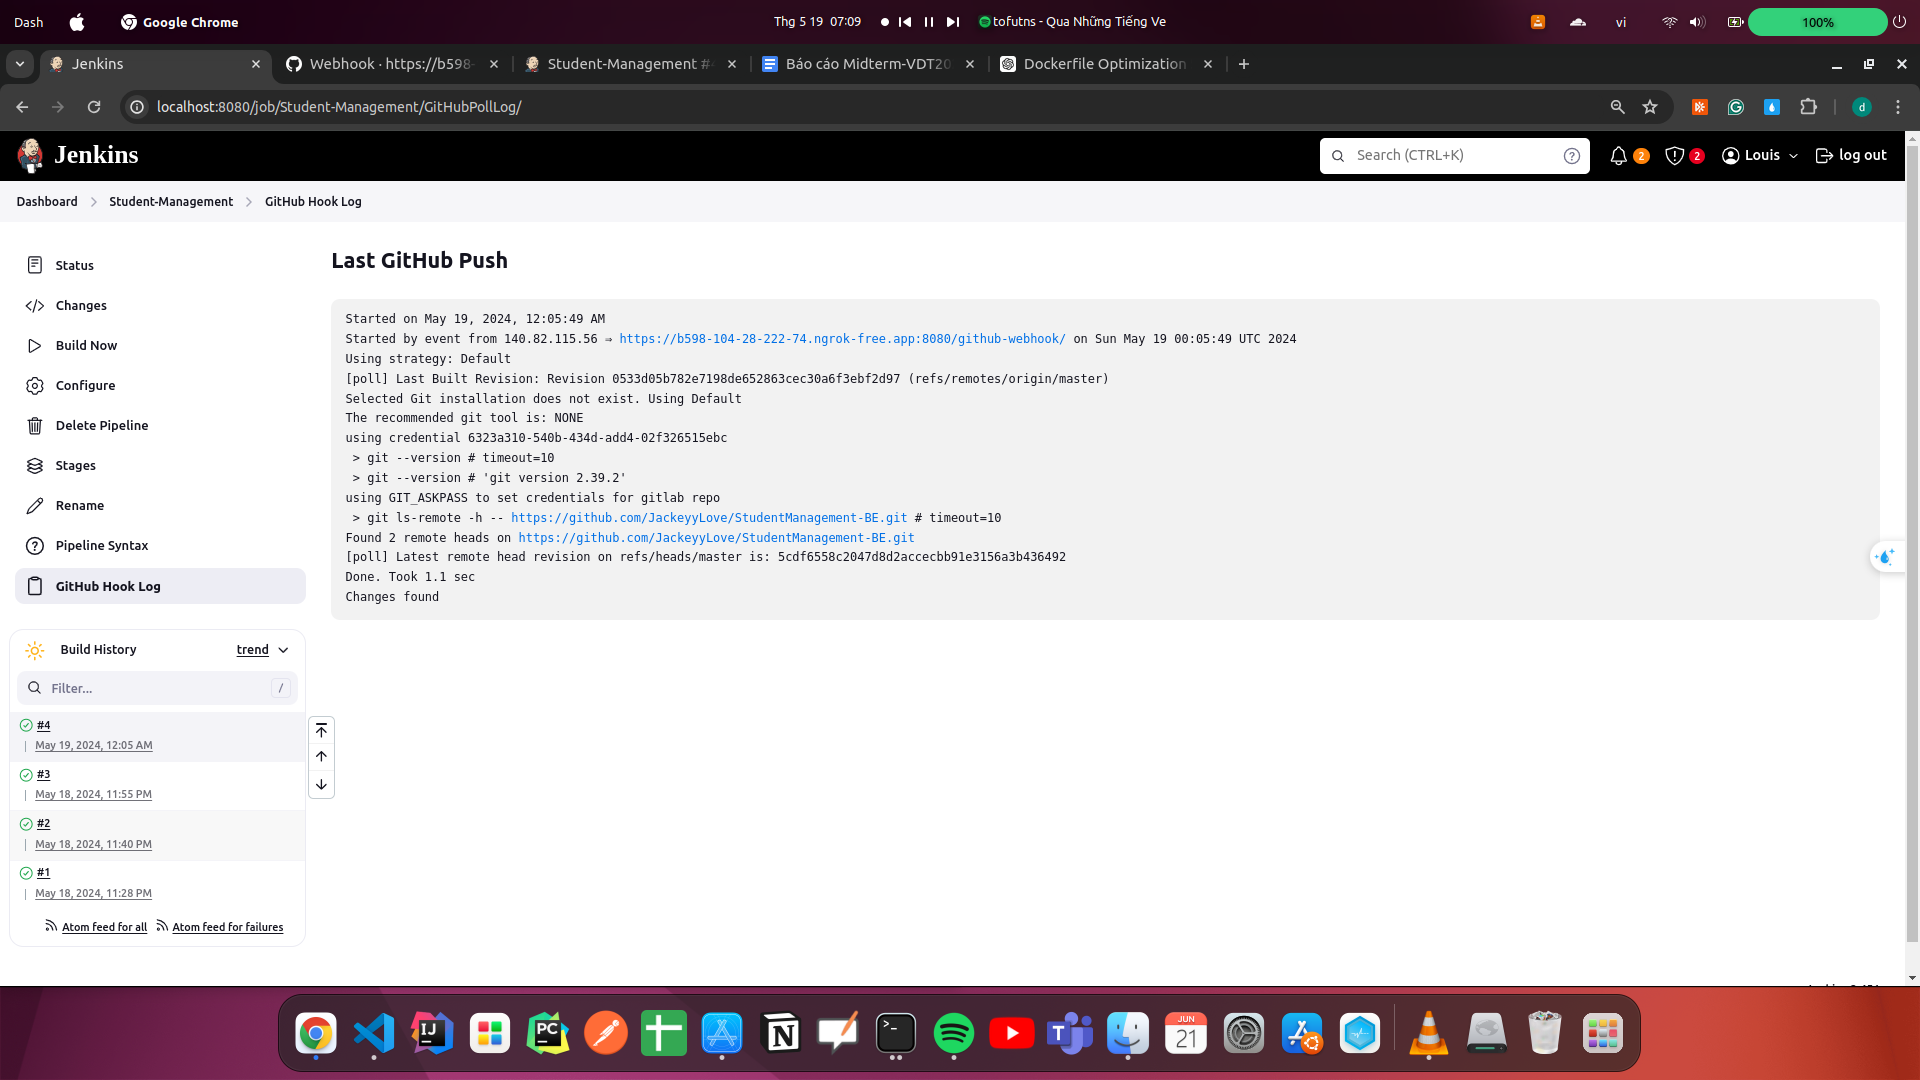 Dash
Google Chrome
Thg 5 19 07:09
tofutns - Qua Những Tiếng Ve
vi
100%
Jenkins
Webhook · https://b598-
Student-Management #
Báo cáo Midterm-VDT20
Dockerfile Optimization
localhost:8080/job/Student-Management/GitHubPollLog/
d
Jenkins
Search (CTRL+K)
2
2
Louis
log out
Dashboard
Student-Management
GitHub Hook Log
Status
Changes
Build Now
Configure
Delete Pipeline
Stages
Rename
Pipeline Syntax
GitHub Hook Log
Build History
trend
Filter...
/
#4
May 19, 2024, 12:05 AM
#3
May 18, 2024, 11:55 PM
#2
May 18, 2024, 11:40 PM
#1
May 18, 2024, 11:28 PM
Atom feed for all
Atom feed for failures
Last GitHub Push
Started on May 19, 2024, 12:05:49 AM
Started by event from 140.82.115.56 ⇒ https://b598-104-28-222-74.ngrok-free.app:8080/github-webhook/ on Sun May 19 00:05:49 UTC 2024
Using strategy: Default
[poll] Last Built Revision: Revision 0533d05b782e7198de652863cec30a6f3ebf2d97 (refs/remotes/origin/master)
Selected Git installation does not exist. Using Default
The recommended git tool is: NONE
using credential 6323a310-540b-434d-add4-02f326515ebc
> git --version # timeout=10
> git --version # 'git version 2.39.2'
using GIT_ASKPASS to set credentials for gitlab repo
> git ls-remote -h -- https://github.com/JackeyyLove/StudentManagement-BE.git # timeout=10
Found 2 remote heads on https://github.com/JackeyyLove/StudentManagement-BE.git
[poll] Latest remote head revision on refs/heads/master is: 5cdf6558c2047d8d2accecbb91e3156a3b436492
Done. Took 1.1 sec
Changes found
IJ
PC
JUN
21